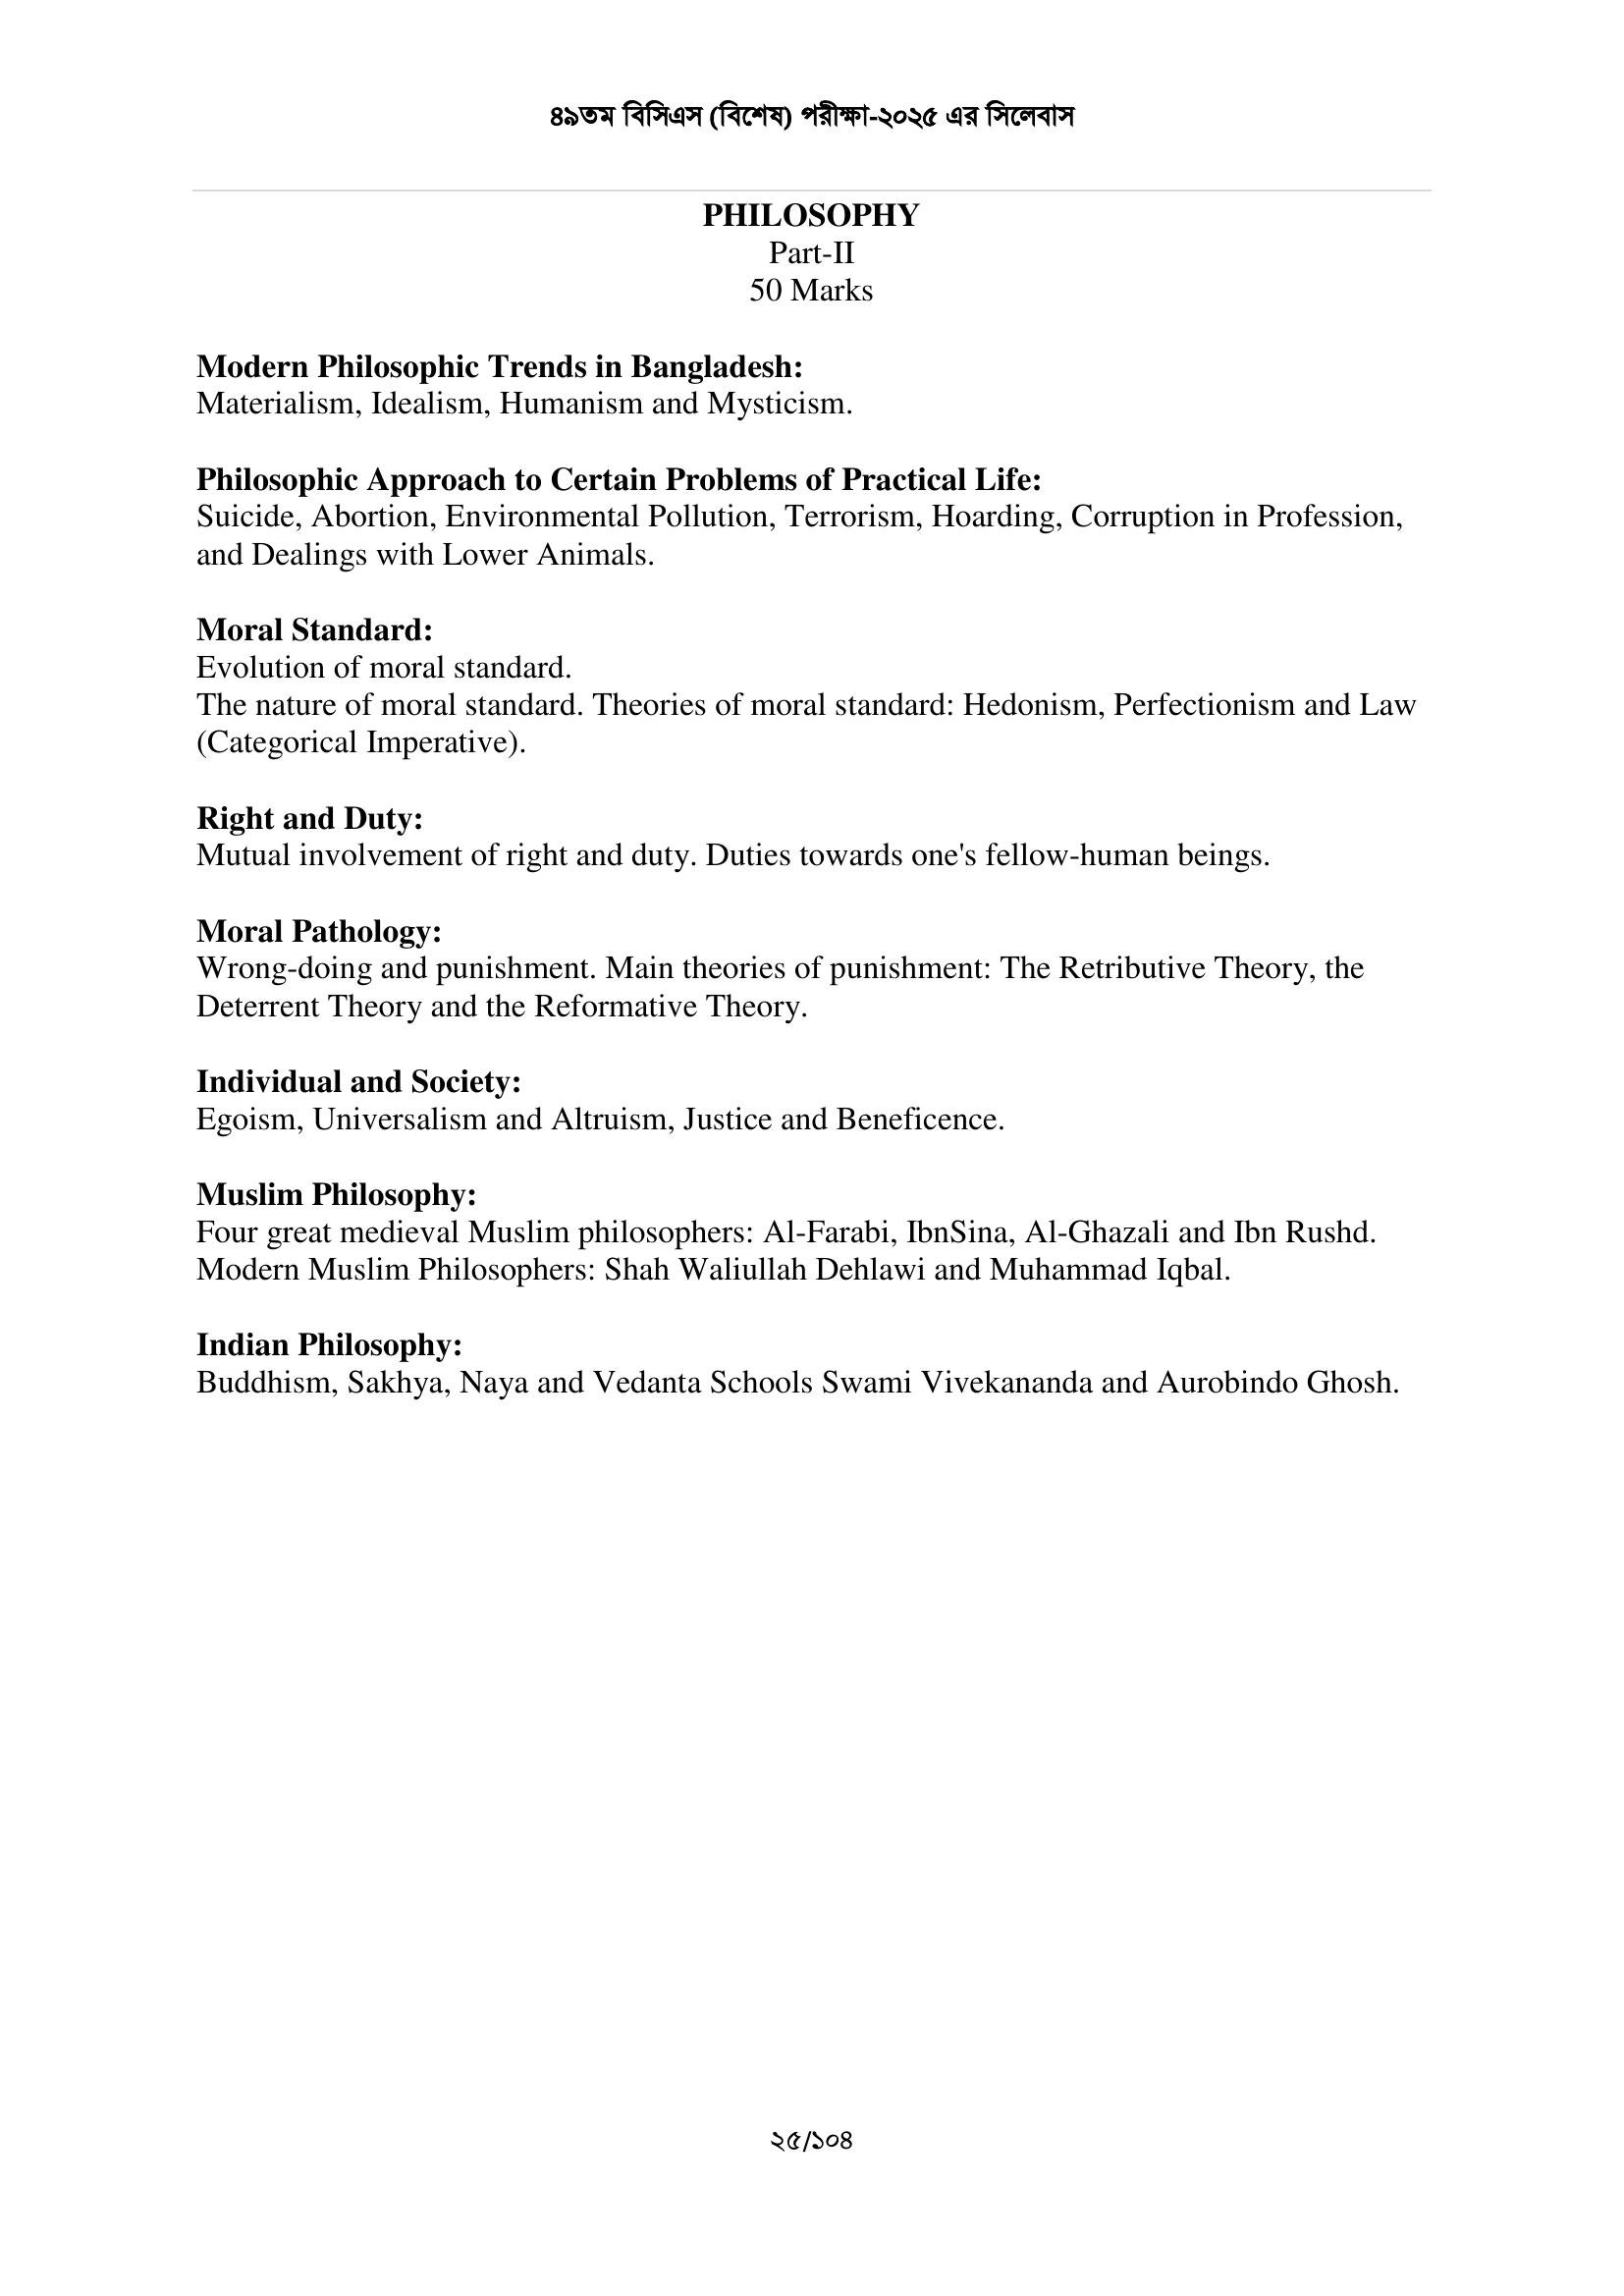 ৪৯তম বিসিএস (বিশেষ) পরীক্ষা-২০২৫ এর সিলেবাস
PHILOSOPHY
Part-II
50 Marks
Modern Philosophic Trends in Bangladesh:
Materialism, Idealism, Humanism and Mysticism.
Philosophic Approach to Certain Problems of Practical Life:
Suicide, Abortion, Environmental Pollution, Terrorism, Hoarding, Corruption in Profession,
and Dealings with Lower Animals.
Moral Standard:
Evolution of moral standard.
The nature of moral standard. Theories of moral standard: Hedonism, Perfectionism and Law
(Categorical Imperative).
Right and Duty:
Mutual involvement of right and duty. Duties towards one's fellow-human beings.
Moral Pathology:
Wrong-doing and punishment. Main theories of punishment: The Retributive Theory, the
Deterrent Theory and the Reformative Theory.
Individual and Society:
Egoism, Universalism and Altruism, Justice and Beneficence.
Muslim Philosophy:
Four great medieval Muslim philosophers: Al-Farabi, IbnSina, Al-Ghazali and Ibn Rushd.
Modern Muslim Philosophers: Shah Waliullah Dehlawi and Muhammad Iqbal.
Indian Philosophy:
Buddhism, Sakhya, Naya and Vedanta Schools Swami Vivekananda and Aurobindo Ghosh.
২৫/১০৪